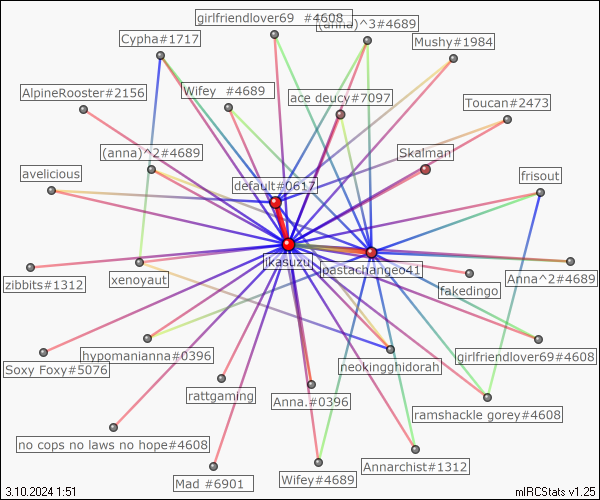 girlfriendlover69 #4608
(anna)^3#4689
Cypha#1717
Mushy#1984
AlpineRooster#2156
Wifey #4689
ace deucy#7097
Toucan#2473
(anna)^2#4689
Skalman
avelicious
default#0617
frisout
jkasuzu
pastachangeo41
zibbits#1312
xenoyaut
fakedingo
Anna^2#4689
hypomanianna#0396
girlfriendlover69#4608
Soxy Foxy#5076
neokingghidorah
rattgaming
Anna.#0396
ramshackle gorey#4608
no cops no laws no hope#4608
Annarchist#1312
Mad #6901
Wifey#4689
3.10.2024 1:51
mIRCStats v1.25